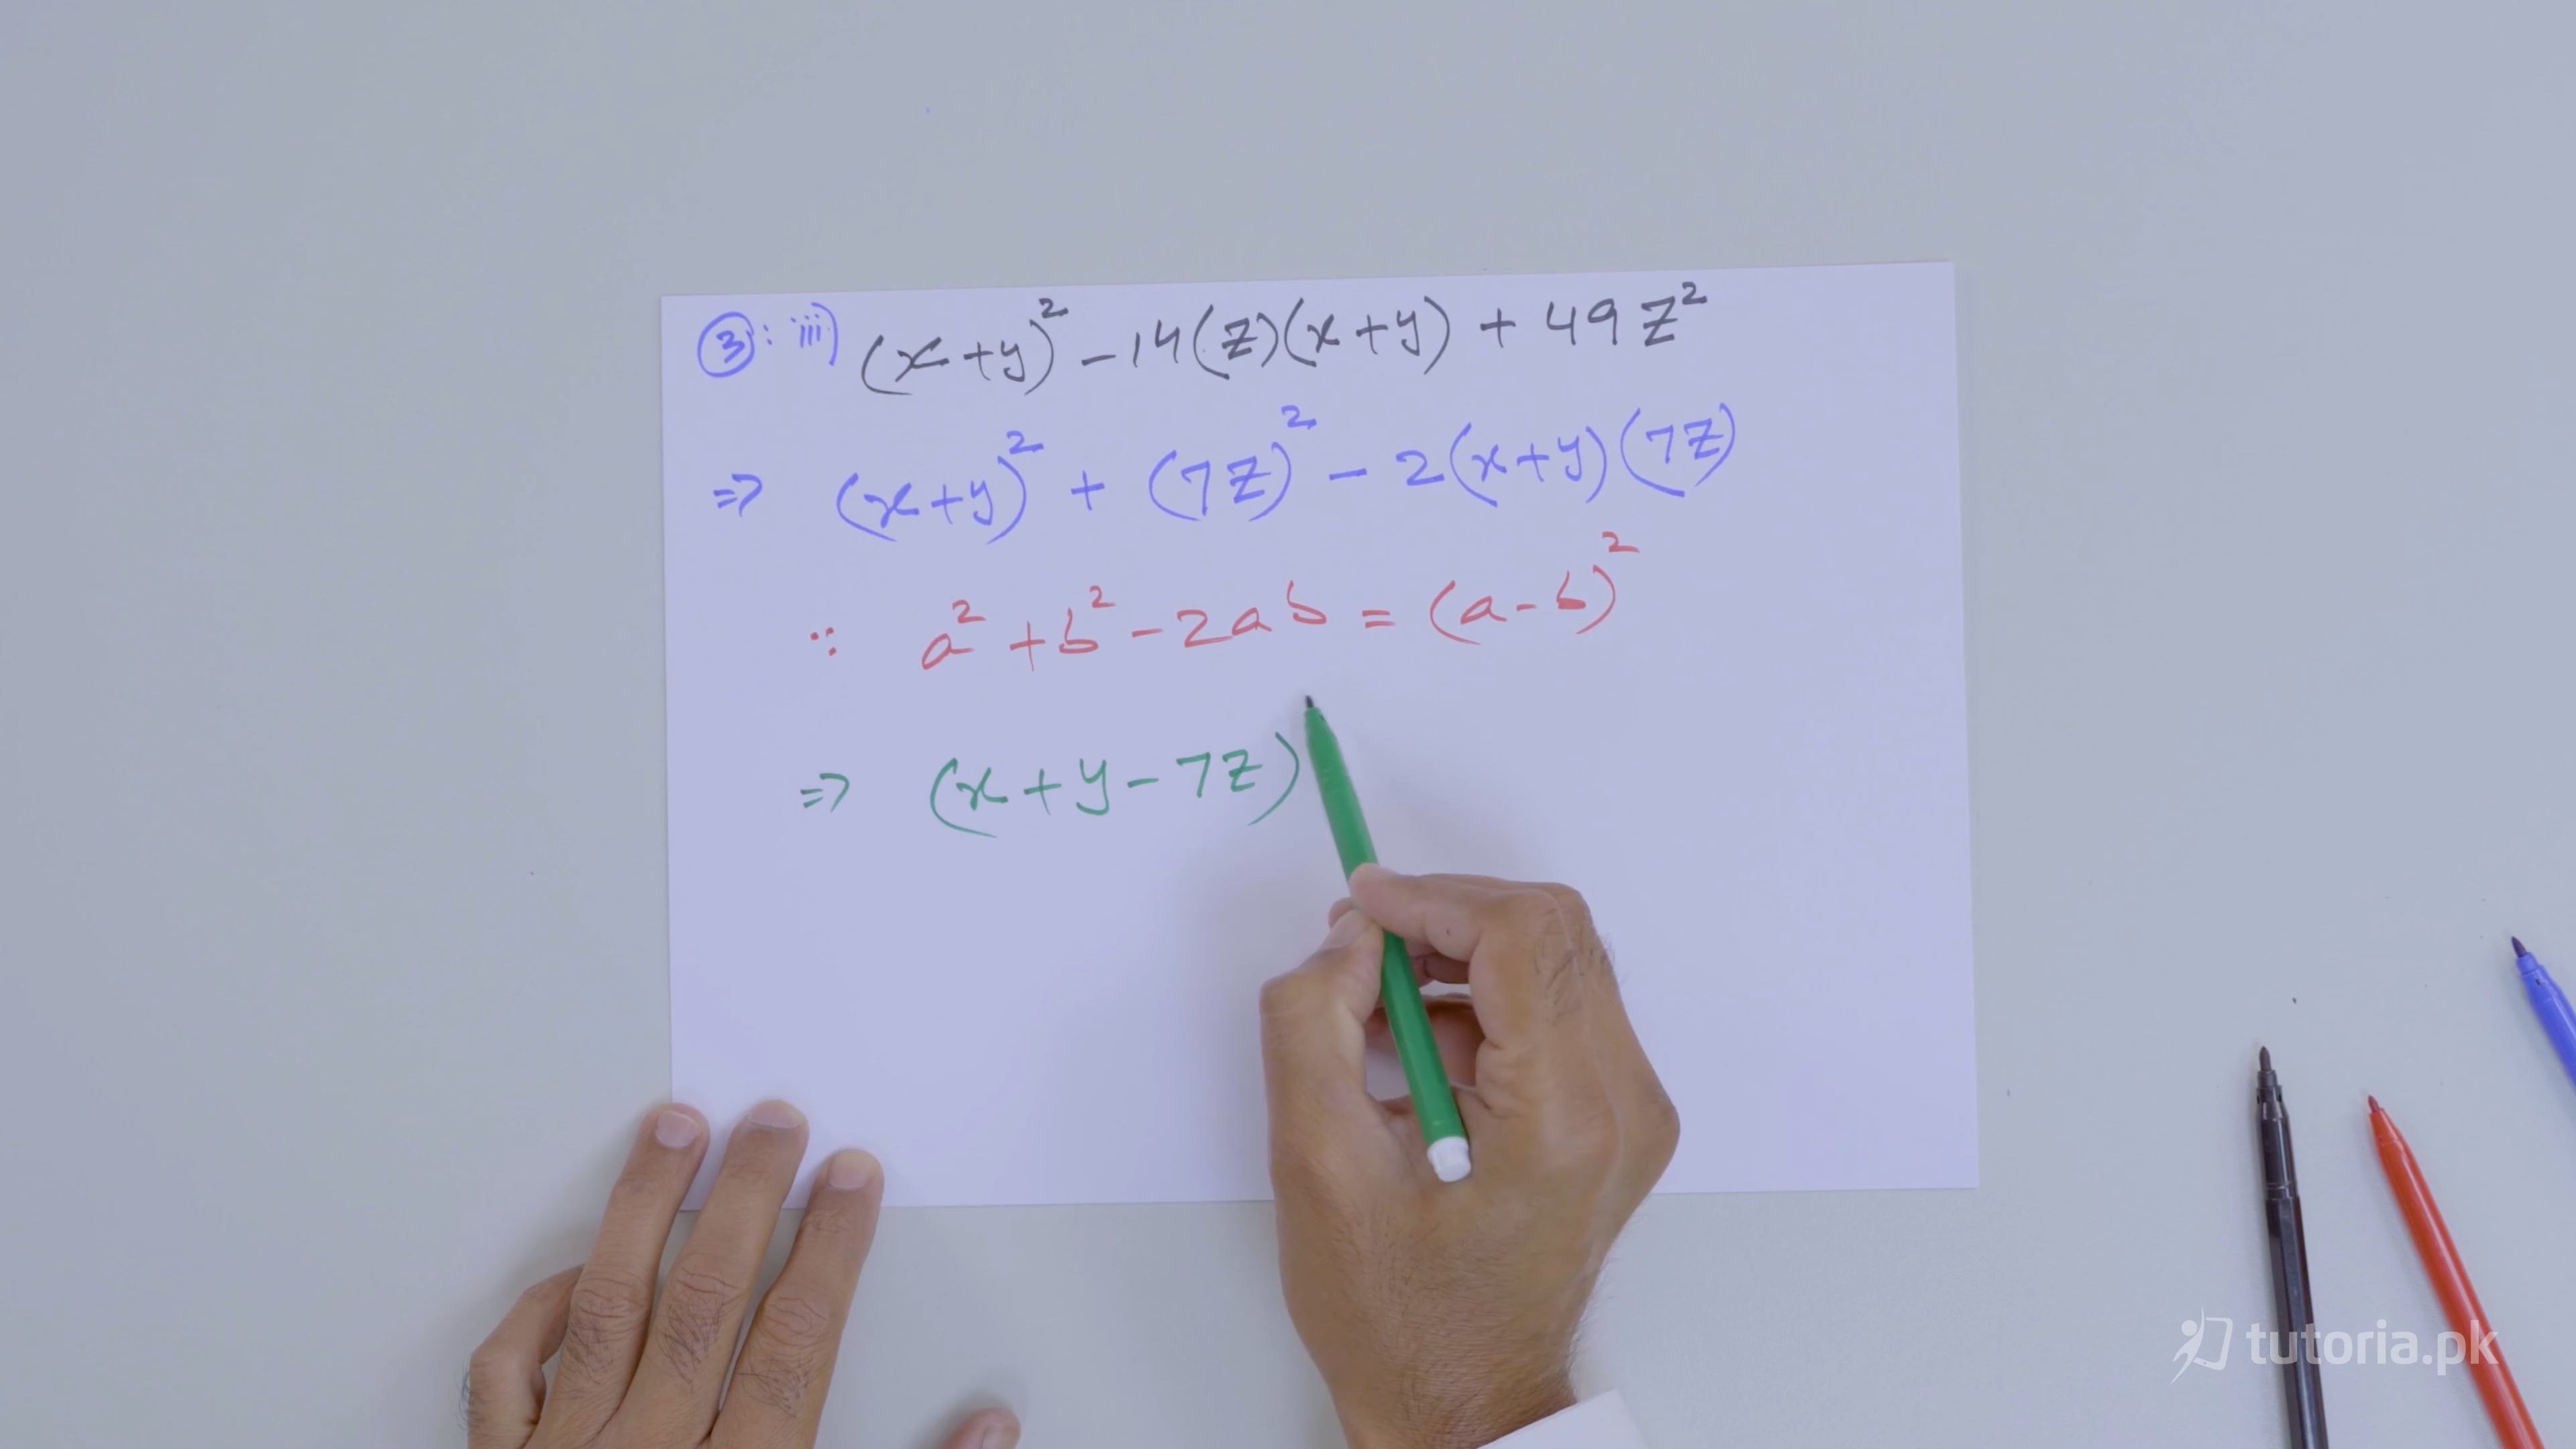 ③: iii) (x+y)² - 14(z)(x+y) + 49z²
⇒ (x+y)² + (7z)² - 2(x+y)(7z)
∵ a² + b² - 2ab = (a-b)²
⇒ (x+y-7z)
tutoria.pk